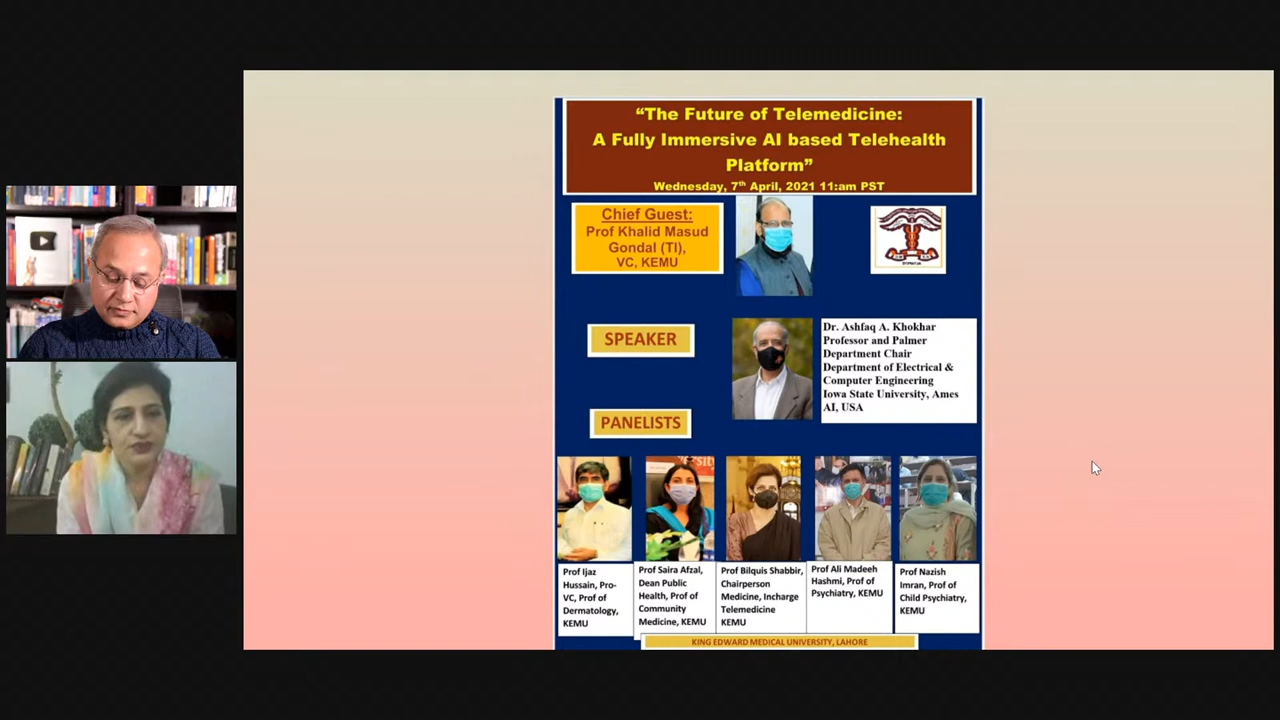 “The Future of Telemedicine:
A Fully Immersive AI based Telehealth
Platform”
Wednesday, 7th April, 2021 11:am PST
Chief Guest:
Prof Khalid Masud
Gondal (TI),
VC, KEMU
SPEAKER
Dr. Ashfaq A. Khokhar
Professor and Palmer
Department Chair
Department of Electrical &
Computer Engineering
Iowa State University, Ames
AI, USA
PANELISTS
Prof Ijaz
Hussain, Pro-
VC, Prof of
Dermatology,
KEMU
Prof Saira Afzal,
Dean Public
Health, Prof of
Community
Medicine, KEMU
Prof Bilquis Shabbir,
Chairperson
Medicine, Incharge
Telemedicine
KEMU
Prof Ali Madeeh
Hashmi, Prof of
Psychiatry, KEMU
Prof Nazish
Imran, Prof of
Child Psychiatry,
KEMU
KING EDWARD MEDICAL UNIVERSITY, LAHORE